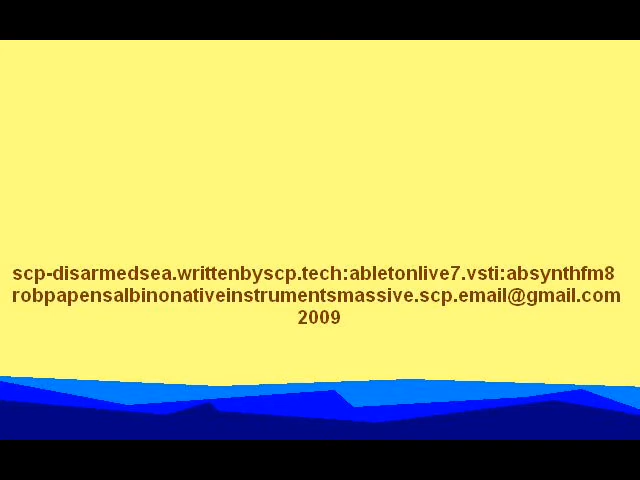 scp-disarmedsea.writtenbyscp.tech:abletonlive7.vsti:absynthfm8
robpapensalbinonativeinstrumentsmassive.scp.email@gmail.com
2009